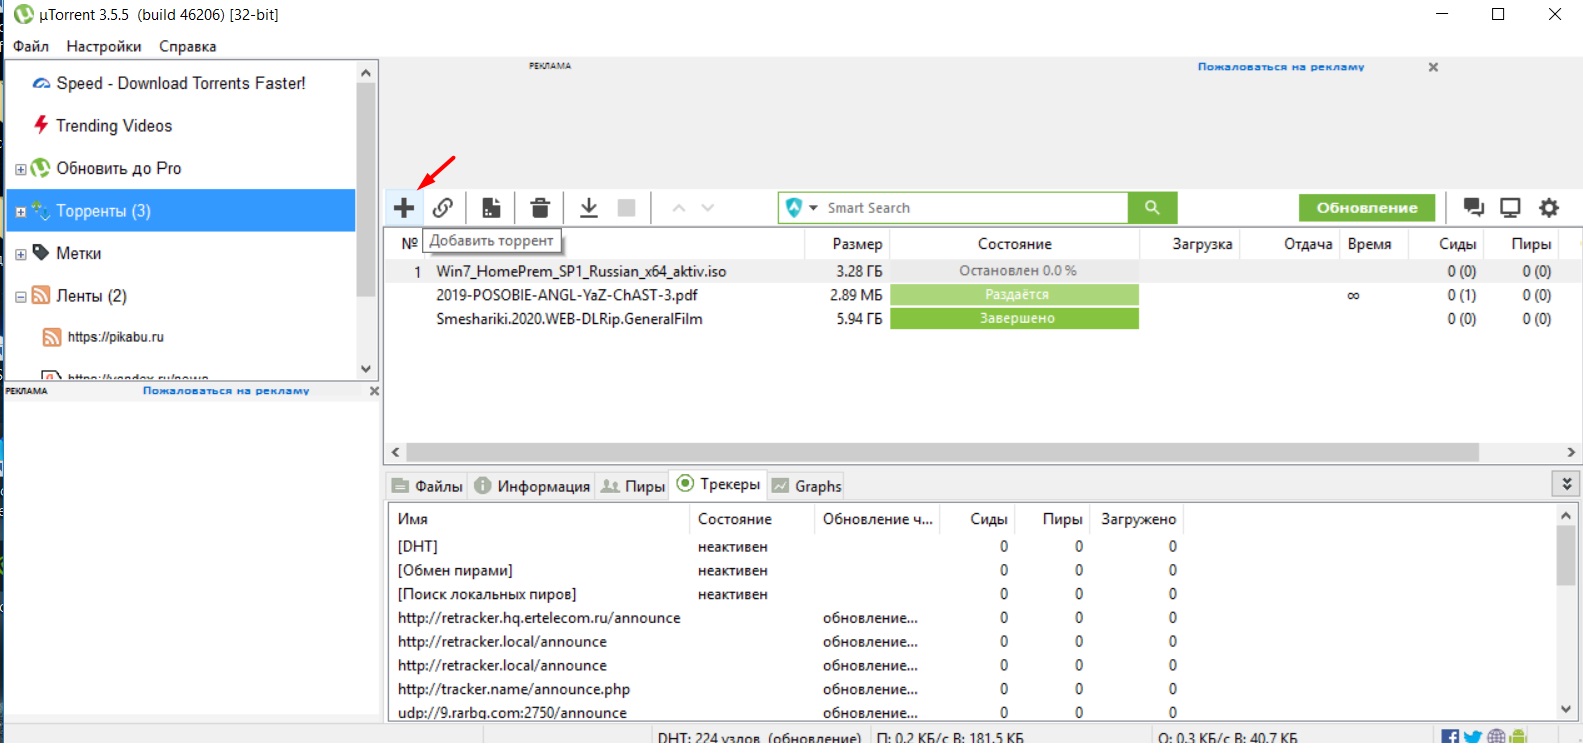 µTorrent 3.5.5  (build 46206) [32-bit]
Файл Настройки Справка
Speed - Download Torrents Faster!
Trending Videos
Обновить до Pro
Торренты (3)
Метки
Ленты (2)
https://pikabu.ru
https://yandex.ru/news
РЕКЛАМА Пожаловаться на рекламу
РЕКЛАМА Пожаловаться на рекламу
Smart Search Обновление
Добавить торрент
№ Размер Состояние Загрузка Отдача Время Сиды Пиры
1 Win7_HomePrem_SP1_Russian_x64_aktiv.iso 3.28 ГБ Остановлен 0.0 % 0 (0) 0 (0)
2019-POSOBIE-ANGL-YaZ-ChAST-3.pdf 2.89 МБ Раздаётся ∞ 0 (1) 0 (0)
Smeshariki.2020.WEB-DLRip.GeneralFilm 5.94 ГБ Завершено 0 (0) 0 (0)
Файлы Информация Пиры Трекеры Graphs
Имя Состояние Обновление ч... Сиды Пиры Загружено
[DHT] неактивен 0 0 0
[Обмен пирами] неактивен 0 0 0
[Поиск локальных пиров] неактивен 0 0 0
http://retracker.hq.ertelecom.ru/announce обновление... 0 0 0
http://retracker.local/announce обновление... 0 0 0
http://retracker.local/announce обновление... 0 0 0
http://tracker.name/announce.php обновление... 0 0 0
udp://9.rarbg.com:2750/announce обновление... 0 0 0
DHT: 224 узлов  (обновление) П: 0.2 КБ/с В: 181.5 КБ О: 0.3 КБ/с В: 40.7 КБ